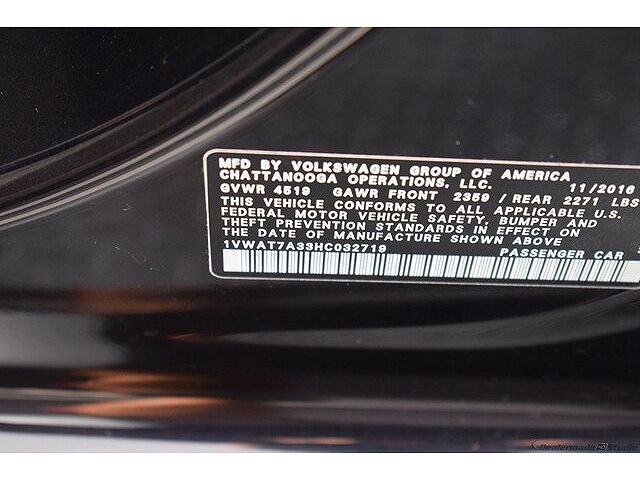 MFD BY VOLKSWAGEN GROUP OF AMERICA
CHATTANOOGA OPERATIONS, LLC. 11/2016
GVWR 4519 GAWR FRONT 2359 / REAR 2271 LBS
THIS VEHICLE CONFORMS TO ALL APPLICABLE U.S.
FEDERAL MOTOR VEHICLE SAFETY, BUMPER AND
THEFT PREVENTION STANDARDS IN EFFECT ON
THE DATE OF MANUFACTURE SHOWN ABOVE
1VWAT7A33HC032719 PASSENGER CAR